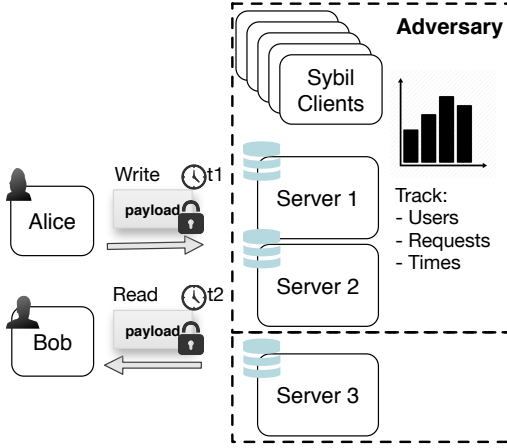 Adversary
Sybil
Clients
Write
t1
payload
Alice
Server 1
Track:
- Users
- Requests
- Times
Server 2
Read
t2
payload
Bob
Server 3